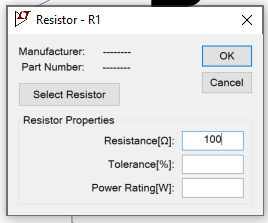 Resistor - R1
Manufacturer: --------
OK
Part Number: --------
Cancel
Select Resistor
Resistor Properties
Resistance[Ω]: 100
Tolerance[%]:
Power Rating[W]: